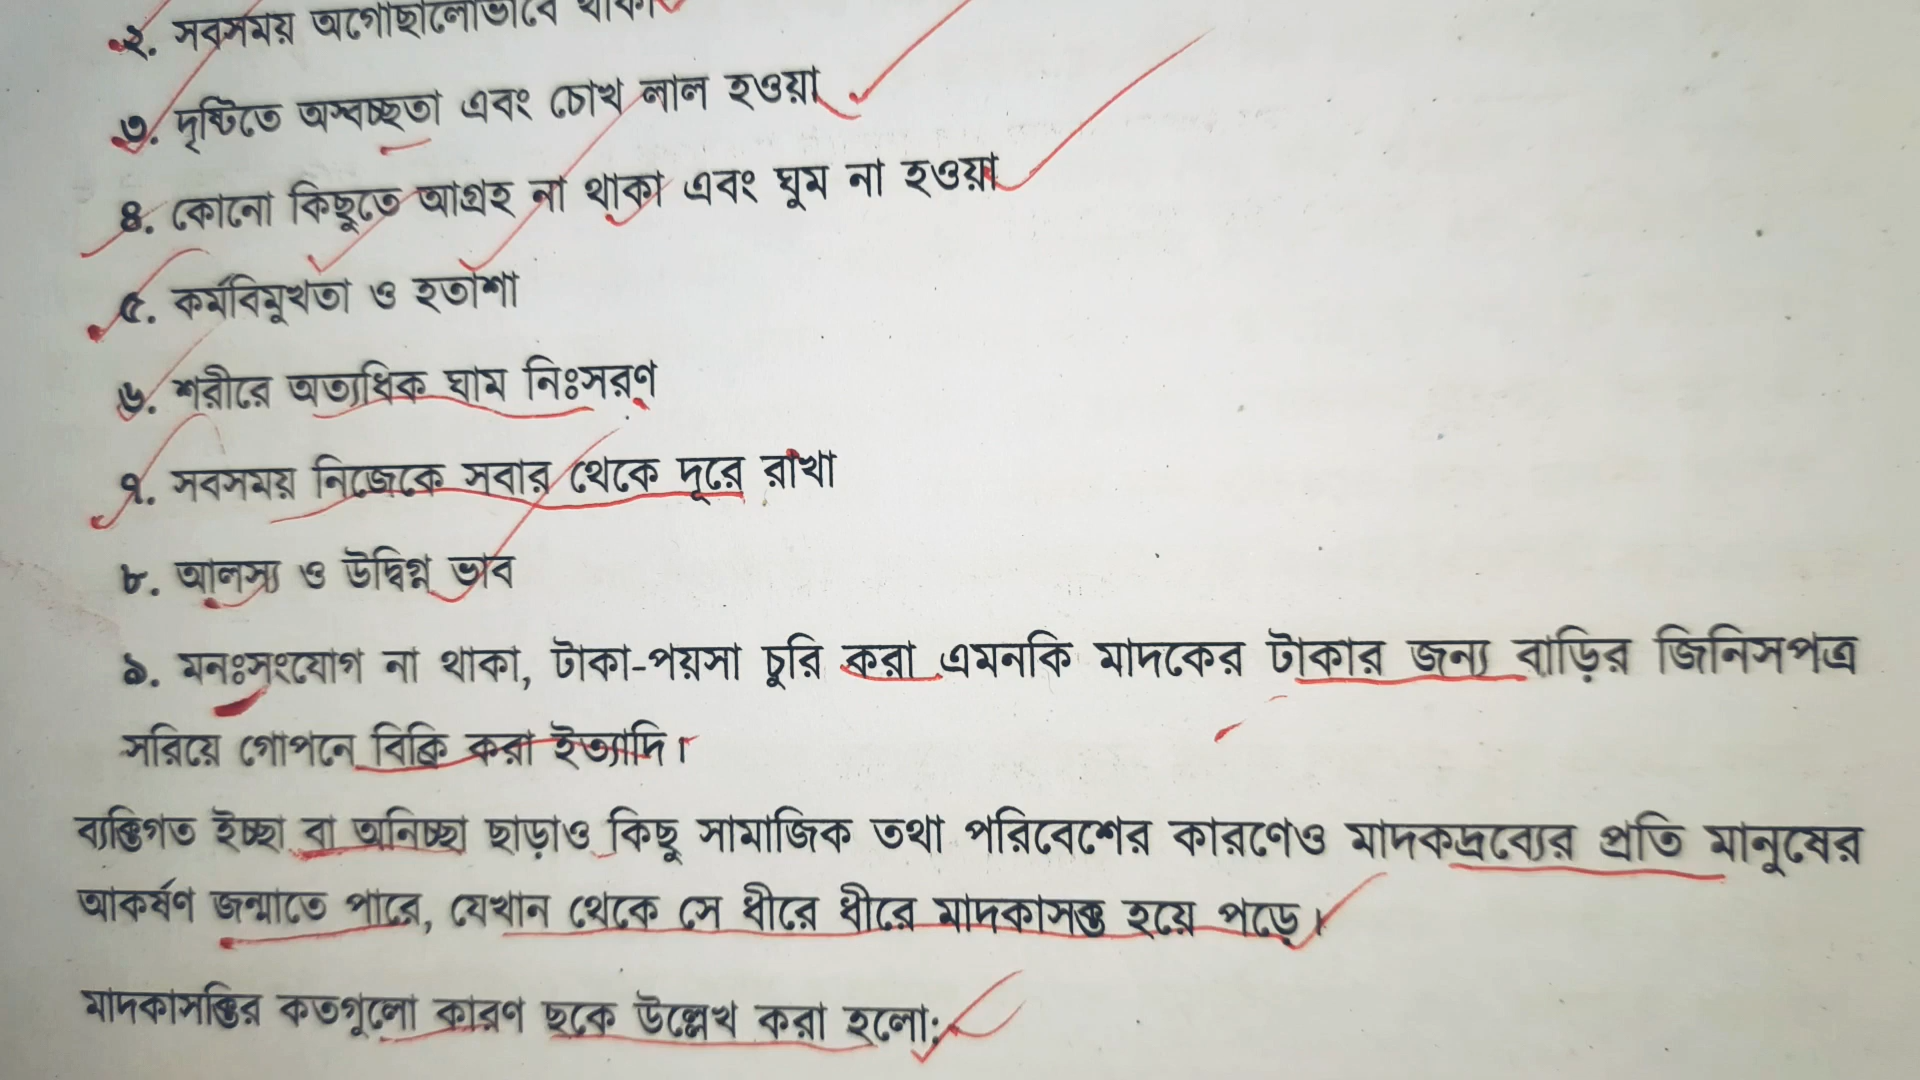 ২. সবসময় অগোছালোভাবে থাকা
৩. দৃষ্টিতে অস্বচ্ছতা এবং চোখ লাল হওয়া
৪. কোনো কিছুতে আগ্রহ না থাকা এবং ঘুম না হওয়া
৫. কর্মবিমুখতা ও হতাশা
৬. শরীরে অত্যধিক ঘাম নিঃসরণ
৭. সবসময় নিজেকে সবার থেকে দূরে রাখা
৮. আলস্য ও উদ্বিগ্ন ভাব
৯. মনঃসংযোগ না থাকা, টাকা-পয়সা চুরি করা এমনকি মাদকের টাকার জন্য বাড়ির জিনিসপত্র
সরিয়ে গোপনে বিক্রি করা ইত্যাদি।
ব্যক্তিগত ইচ্ছা বা অনিচ্ছা ছাড়াও কিছু সামাজিক তথা পরিবেশের কারণেও মাদকদ্রব্যের প্রতি মানুষের
আকর্ষণ জন্মাতে পারে, যেখান থেকে সে ধীরে ধীরে মাদকাসক্ত হয়ে পড়ে।
মাদকাসক্তির কতগুলো কারণ ছকে উল্লেখ করা হলো: